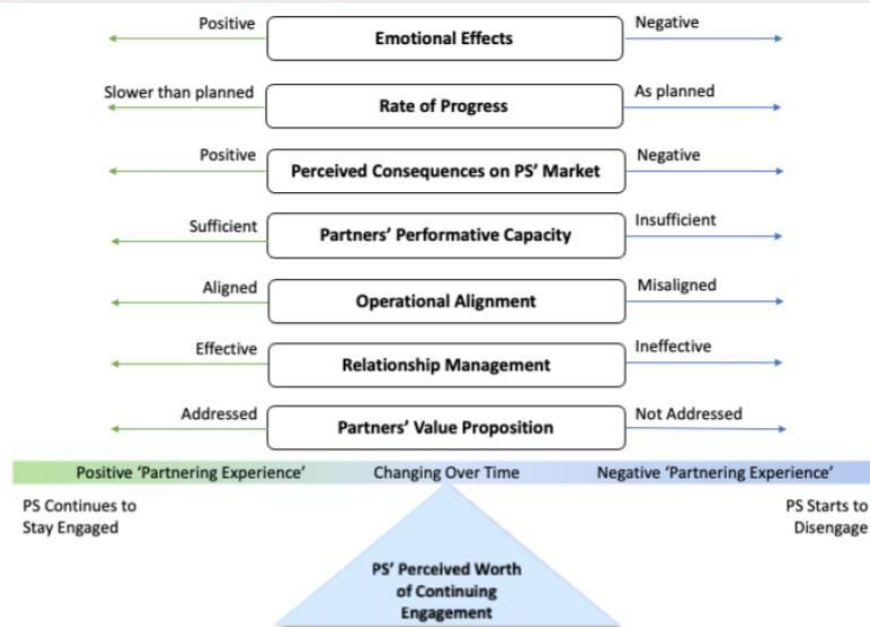 Positive
Emotional Effects
Negative
Slower than planned
Rate of Progress
As planned
Positive
Perceived Consequences on PS’ Market
Negative
Sufficient
Partners’ Performative Capacity
Insufficient
Aligned
Operational Alignment
Misaligned
Effective
Relationship Management
Ineffective
Addressed
Partners’ Value Proposition
Not Addressed
Positive ‘Partnering Experience’
Changing Over Time
Negative ‘Partnering Experience’
PS Continues to
Stay Engaged
PS Starts to
Disengage
PS’ Perceived Worth
of Continuing
Engagement